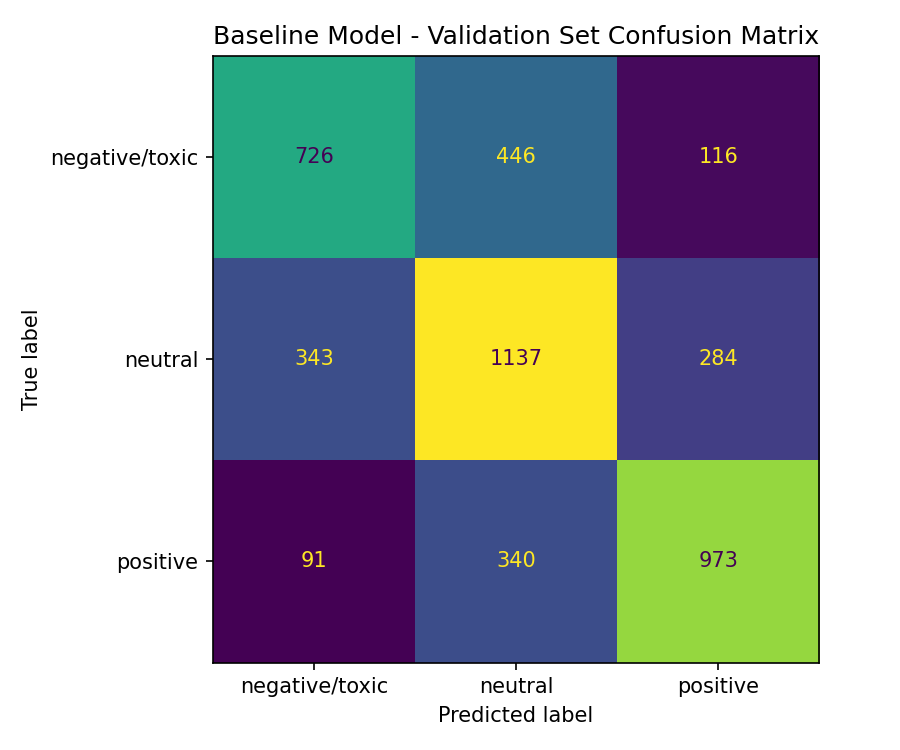 Baseline Model - Validation Set Confusion Matrix
True label
negative/toxic
726 446 116
neutral
343 1137 284
positive
91 340 973
negative/toxic neutral positive
Predicted label